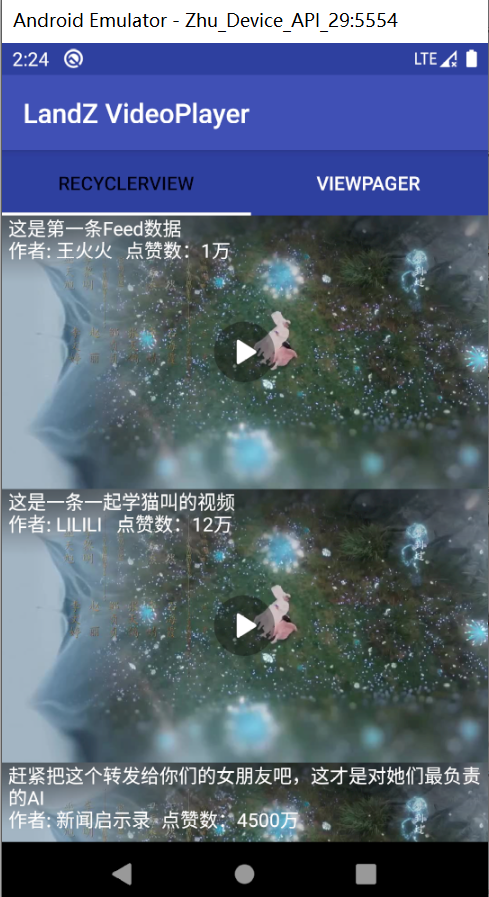 Android Emulator - Zhu_Device_API_29:5554
2:24
LTE
LandZ VideoPlayer
RECYCLERVIEW
VIEWPAGER
这是第一条Feed数据
作者: 王火火 点赞数：1万
这是一条一起学猫叫的视频
作者: LILILI 点赞数：12万
赶紧把这个转发给你们的女朋友吧，这才是对她们最负责
的AI
作者: 新闻启示录 点赞数：4500万